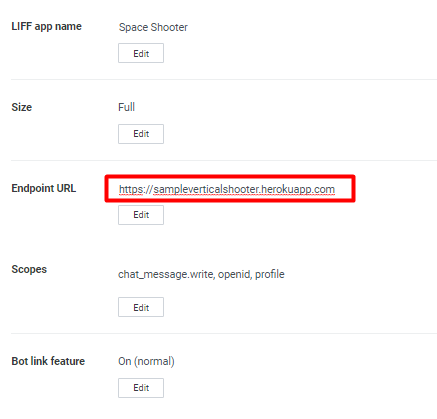 LIFF app name Space Shooter
Edit
Size Full
Edit
Endpoint URL https://sampleverticalshooter.herokuapp.com
Edit
Scopes
chat_message.write, openid, profile
Edit
Bot link feature On (normal)
Edit